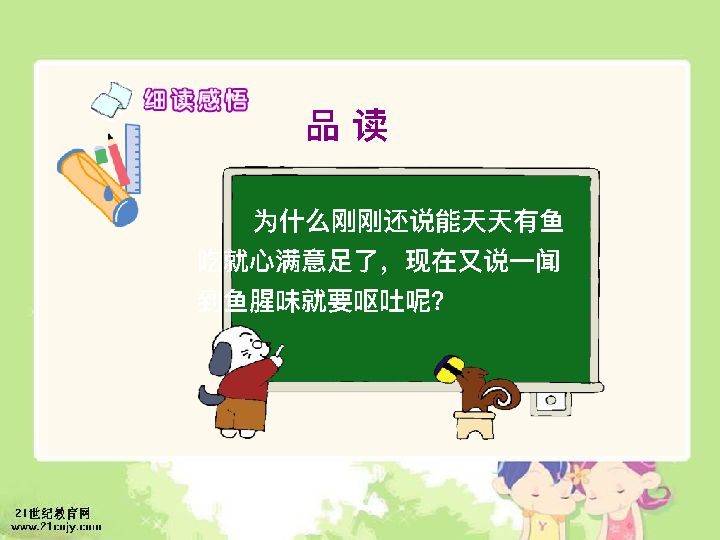 细读感悟
品 读
为什么刚刚还说能天天有鱼
吃就心满意足了，现在又说一闻
到鱼腥味就要呕吐呢？
21世纪教育网
www.21cnjy.com